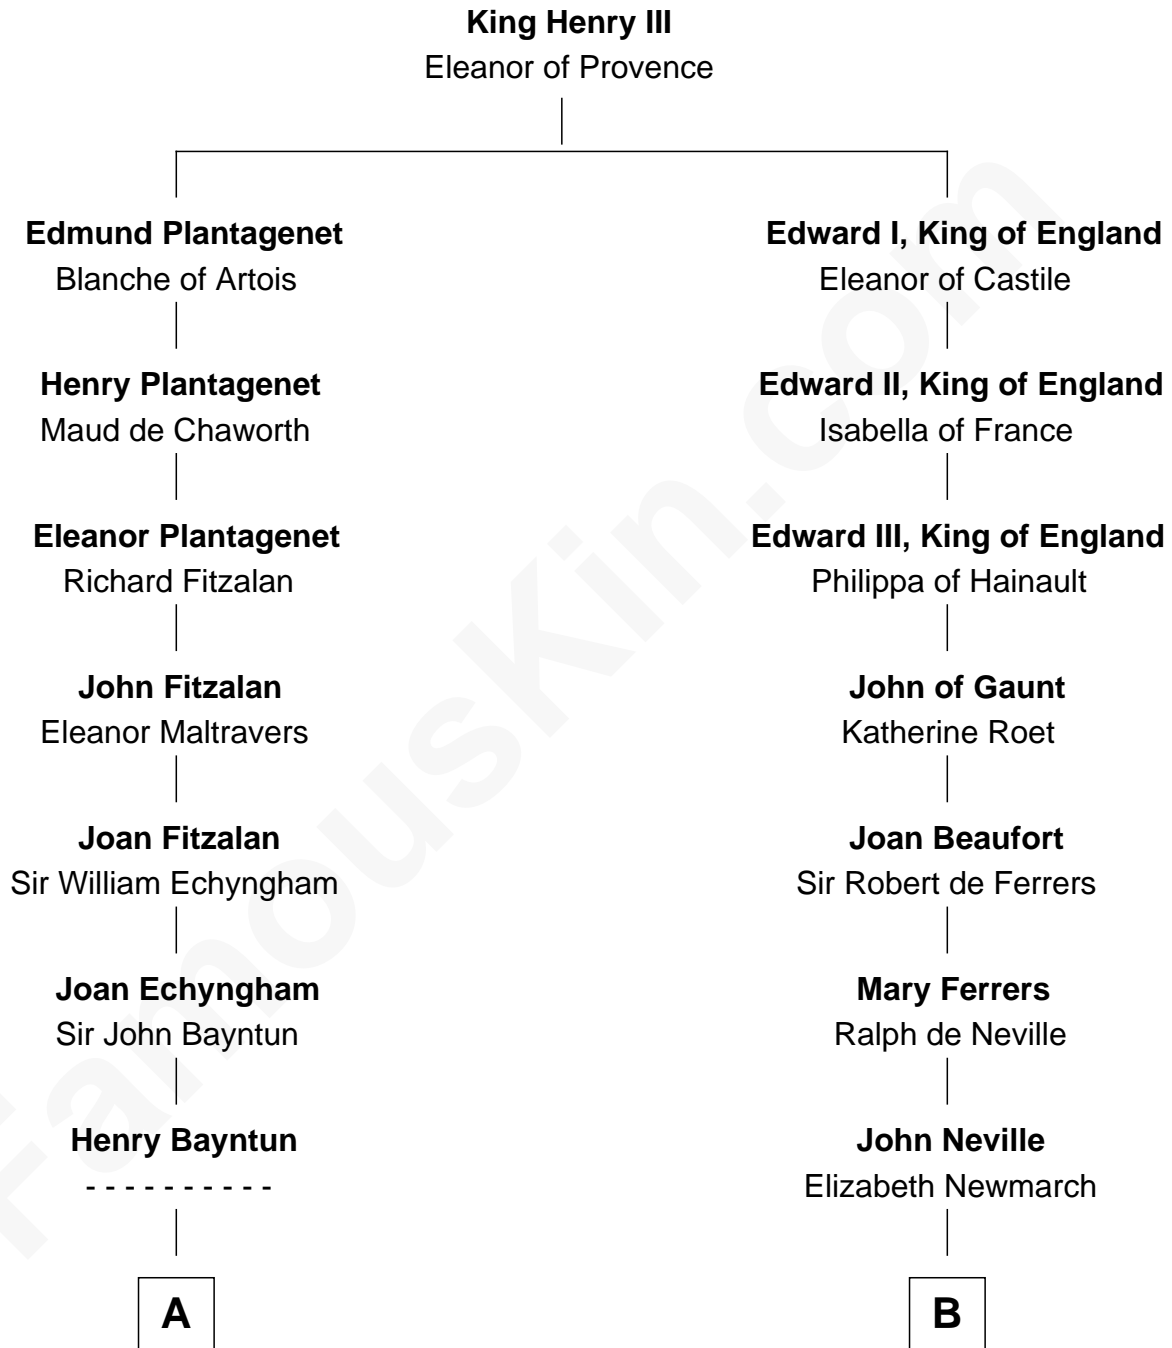 King Henry III
Eleanor of Provence
Edmund Plantagenet
Blanche of Artois
Edward I, King of England
Eleanor of Castile
Henry Plantagenet
Maud de Chaworth
Edward II, King of England
Isabella of France
Eleanor Plantagenet
Richard Fitzalan
Edward III, King of England
Philippa of Hainault
John Fitzalan
Eleanor Maltravers
John of Gaunt
Katherine Roet
Joan Fitzalan
Sir William Echyngham
Joan Beaufort
Sir Robert de Ferrers
Joan Echyngham
Sir John Bayntun
Mary Ferrers
Ralph de Neville
Henry Bayntun
- - - - - - - - - -
John Neville
Elizabeth Newmarch
A
B
FamousKin.com